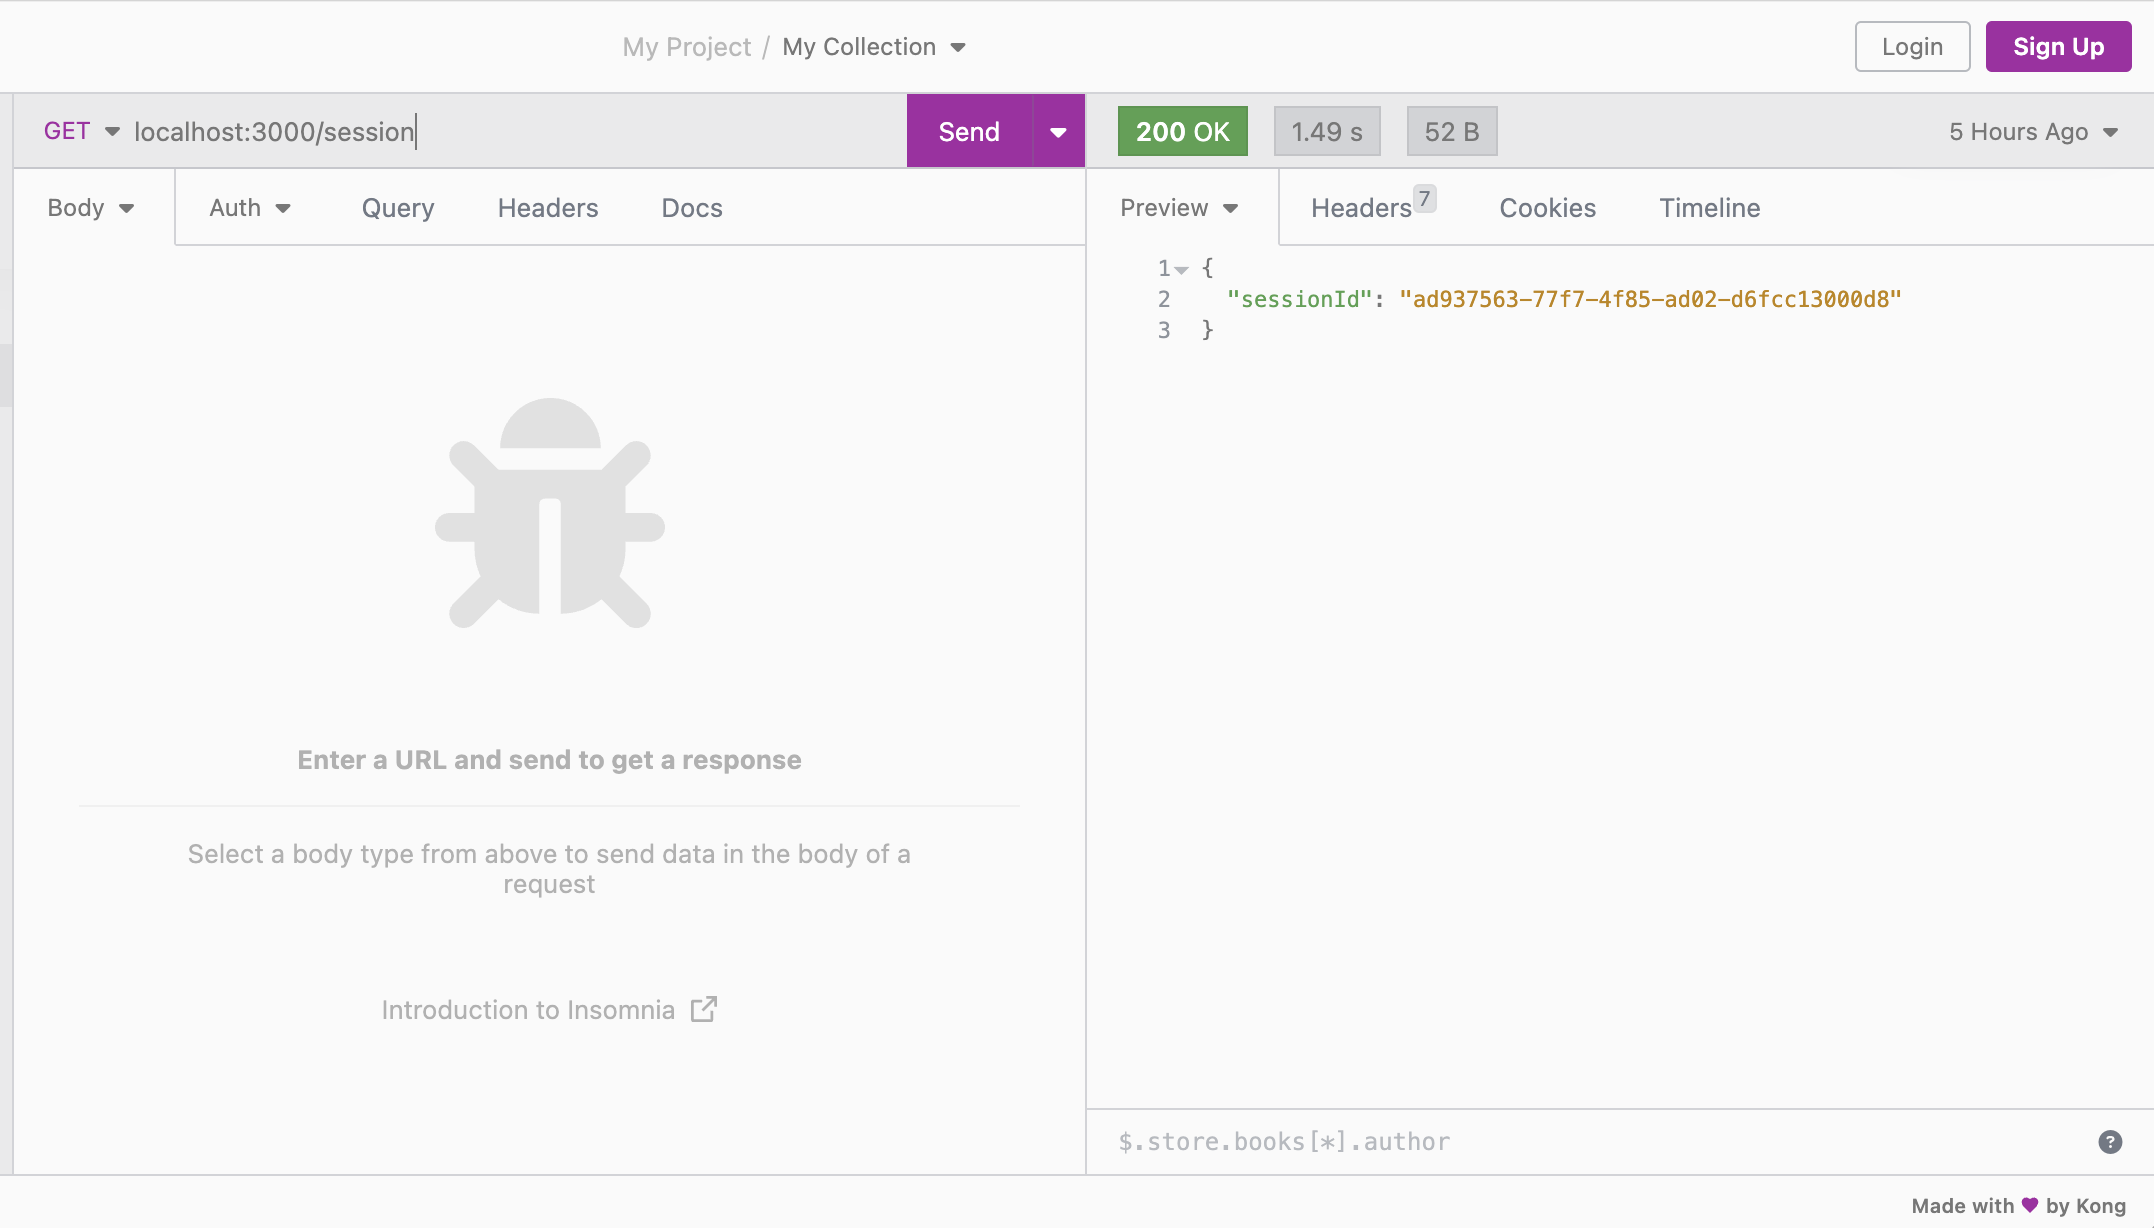 My Project / My Collection
Login
Sign Up
GET localhost:3000/session
Send
200 OK
1.49 s
52 B
5 Hours Ago
Body
Auth
Query
Headers
Docs
Preview
Headers 7
Cookies
Timeline
1 {
2 "sessionId": "ad937563-77f7-4f85-ad02-d6fcc13000d8"
3 }
Enter a URL and send to get a response
Select a body type from above to send data in the body of a
request
Introduction to Insomnia
$.store.books[*].author
?
Made with ♥ by Kong